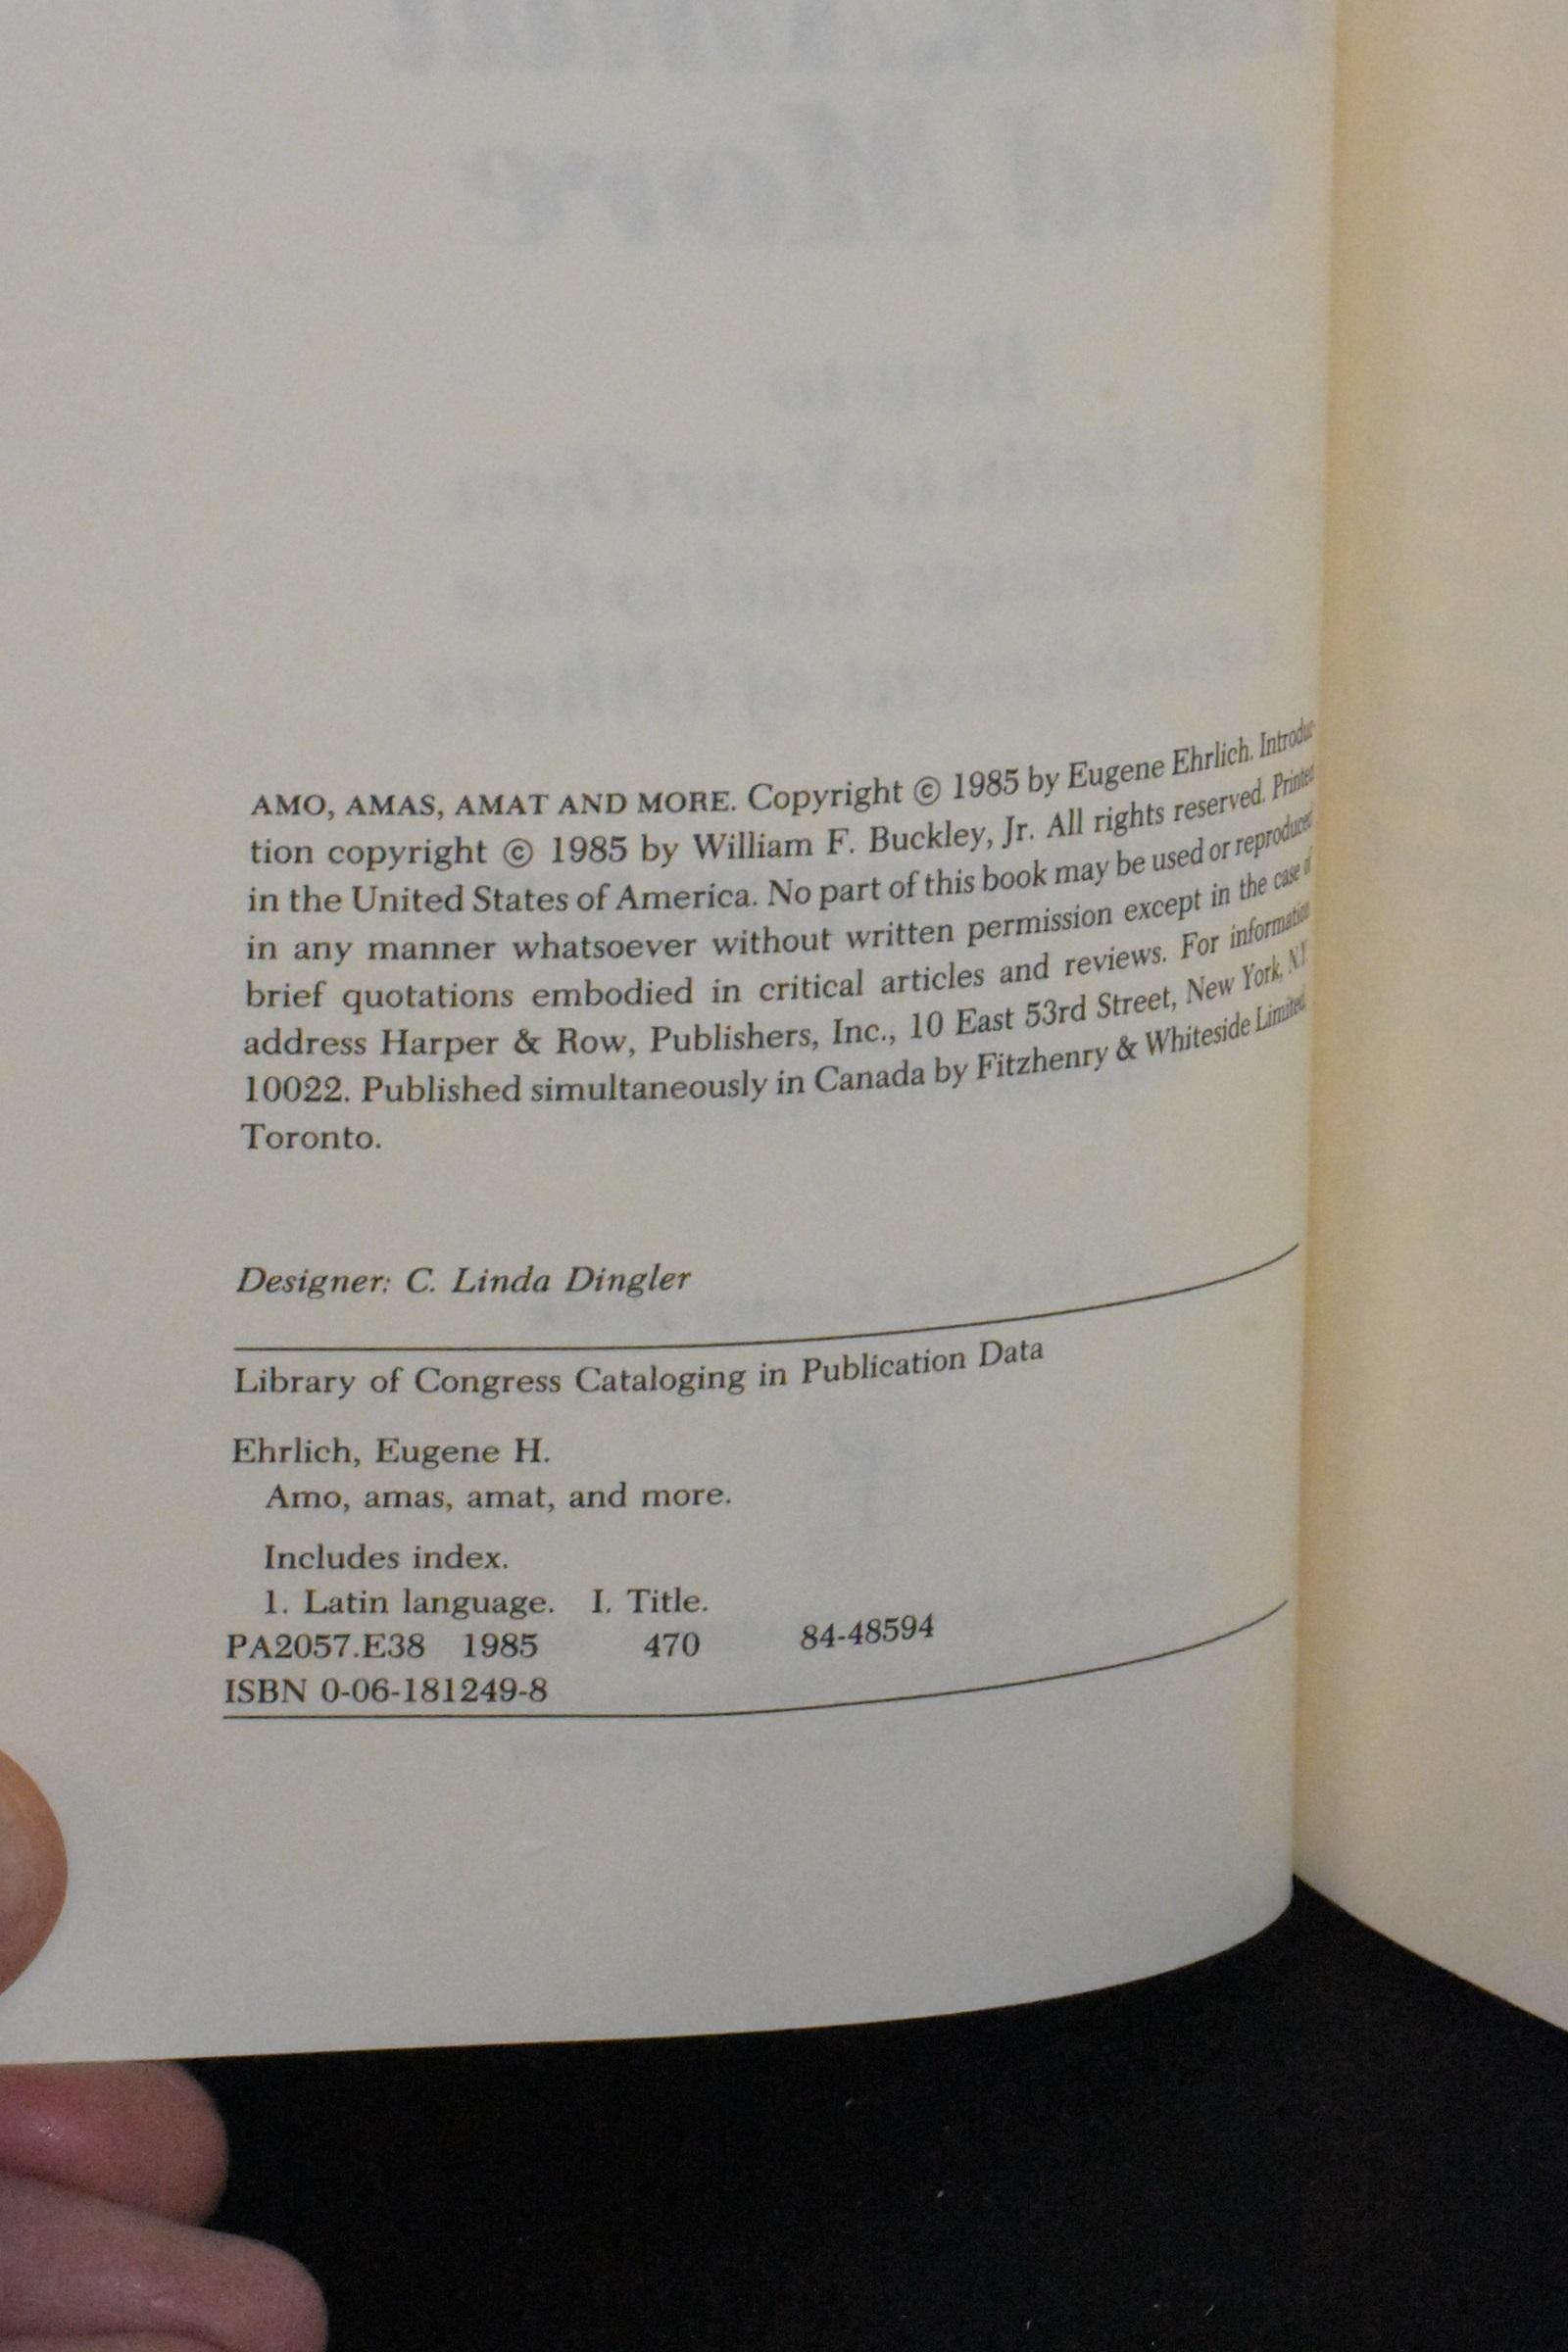 AMO, AMAS, AMAT AND MORE. Copyright © 1985 by Eugene Ehrlich. Introduc-
tion copyright © 1985 by William F. Buckley, Jr. All rights reserved. Printed
in the United States of America. No part of this book may be used or reproduced
in any manner whatsoever without written permission except in the case of
brief quotations embodied in critical articles and reviews. For information
address Harper & Row, Publishers, Inc., 10 East 53rd Street, New York, N.Y.
10022. Published simultaneously in Canada by Fitzhenry & Whiteside Limited,
Toronto.
Designer: C. Linda Dingler
Library of Congress Cataloging in Publication Data
Ehrlich, Eugene H.
Amo, amas, amat, and more.
Includes index.
1. Latin language. I. Title.
PA2057.E38 1985 470 84-48594
ISBN 0-06-181249-8